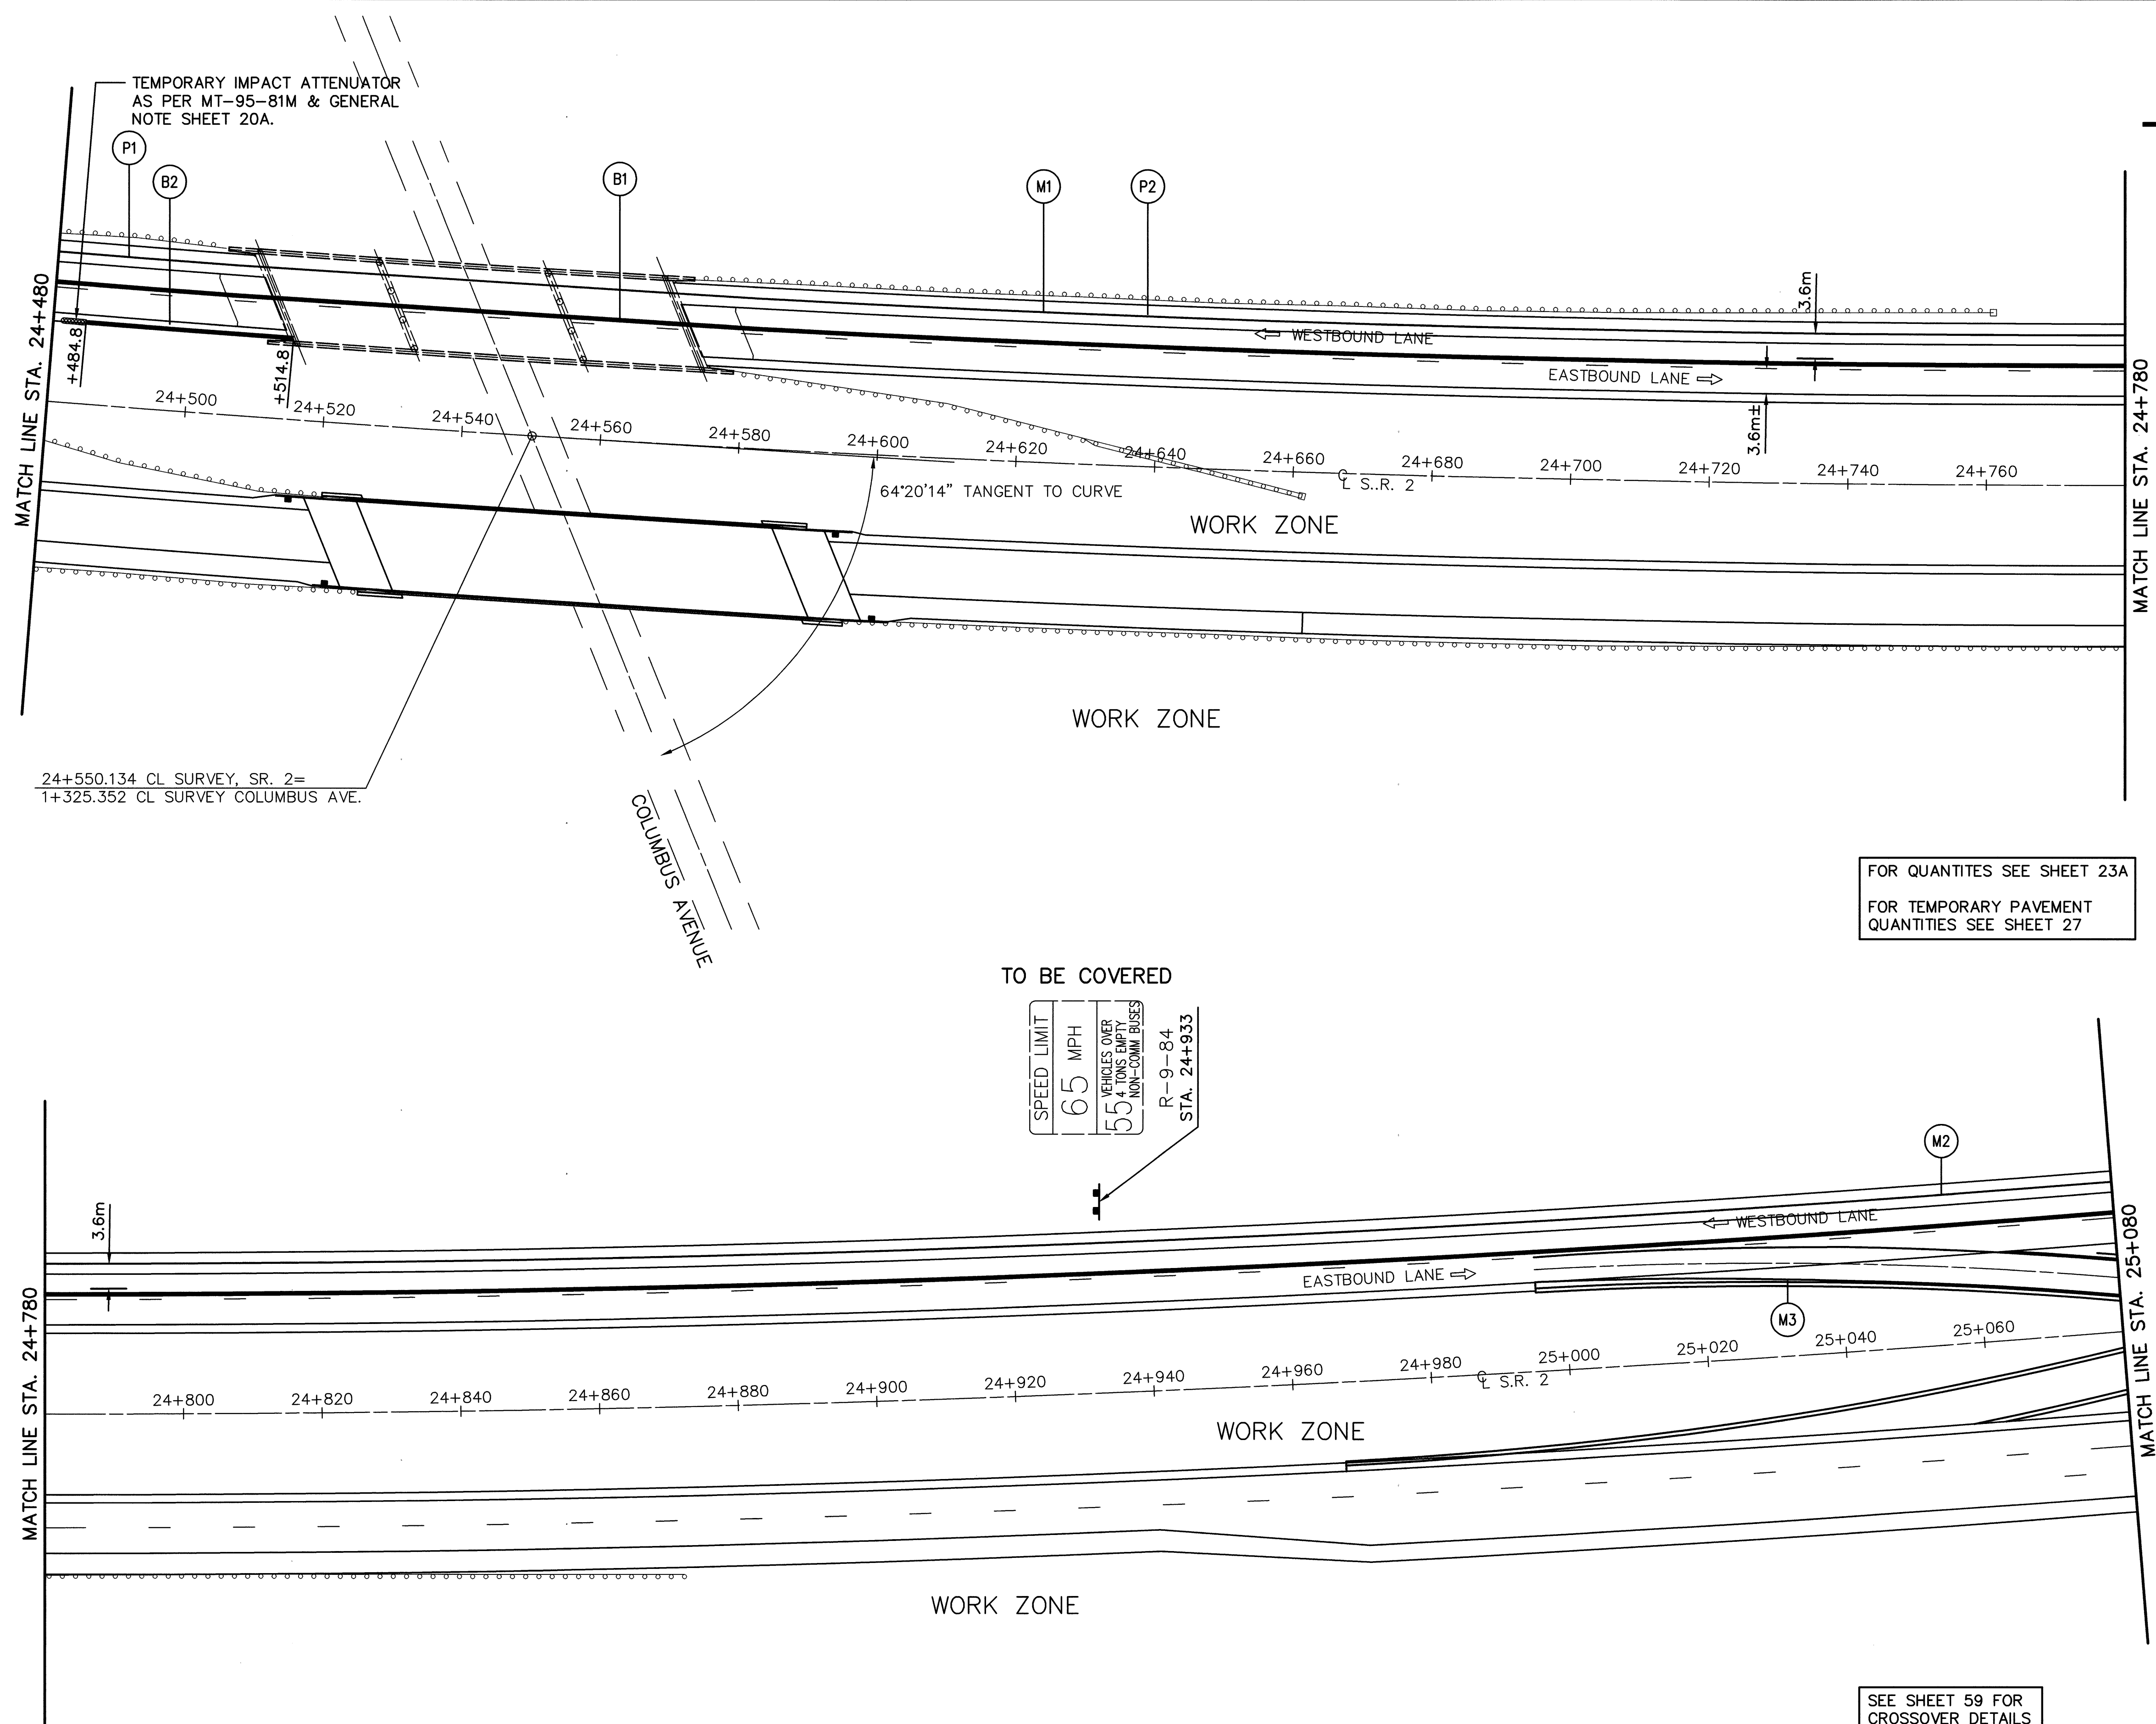 TEMPORARY IMPACT ATTENUATOR
AS PER MT-95-81M & GENERAL
NOTE SHEET 20A.
P1
B2
B1
M1
P2
MATCH LINE STA. 24+480
+484.8
+514.8
3.6m
WESTBOUND LANE
EASTBOUND LANE
3.6m±
24+500
24+520
24+540
24+560
24+580
24+600
24+620
24+640
24+660
24+680
24+700
24+720
24+740
24+760
℄ S..R. 2
64°20'14" TANGENT TO CURVE
WORK ZONE
MATCH LINE STA. 24+780
WORK ZONE
24+550.134 CL SURVEY, SR. 2=
1+325.352 CL SURVEY COLUMBUS AVE.
COLUMBUS AVENUE
FOR QUANTITES SEE SHEET 23A
FOR TEMPORARY PAVEMENT
QUANTITIES SEE SHEET 27
TO BE COVERED
SPEED LIMIT
65 MPH
55 VEHICLES OVER
4 TONS EMPTY
NON-COMM BUSES
R-9-84
STA. 24+933
M2
3.6m
WESTBOUND LANE
EASTBOUND LANE
M3
MATCH LINE STA. 24+780
24+800
24+820
24+840
24+860
24+880
24+900
24+920
24+940
24+960
24+980
25+000
25+020
25+040
25+060
℄ S.R. 2
WORK ZONE
MATCH LINE STA. 25+080
WORK ZONE
SEE SHEET 59 FOR
CROSSOVER DETAILS